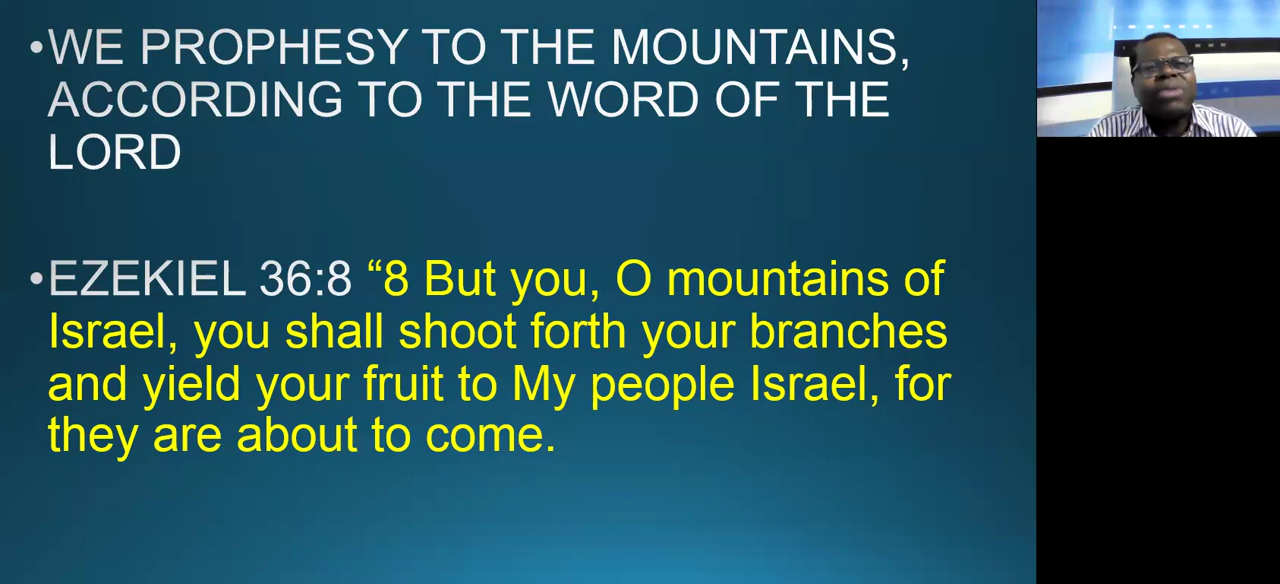 •WE PROPHESY TO THE MOUNTAINS,
ACCORDING TO THE WORD OF THE
LORD
•EZEKIEL 36:8 “8 But you, O mountains of
Israel, you shall shoot forth your branches
and yield your fruit to My people Israel, for
they are about to come.